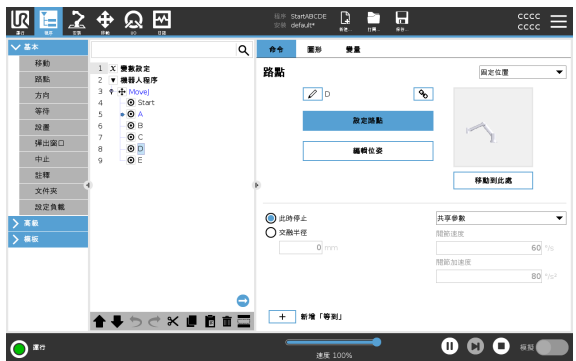 UR
運行
程序
安裝
移動
I/O
日誌
程序 StartABCDE
安裝 default*
新建...
打開...
保存...
cccc
cccc
基本
移動
路點
方向
等待
設置
彈出窗口
中止
註釋
文件夾
設定負載
高級
模板
1 X 變數設定
2 機器人程序
3 MoveJ
4 Start
5 A
6 B
7 C
8 D
9 E
命令 圖形 變量
路點
固定位置
D
設定路點
編輯位姿
移動到此處
此時停止
交融半徑
0 mm
共享參數
關節速度
60 °/s
關節加速度
80 °/s²
新增「等到」
運行
速度 100%
模擬